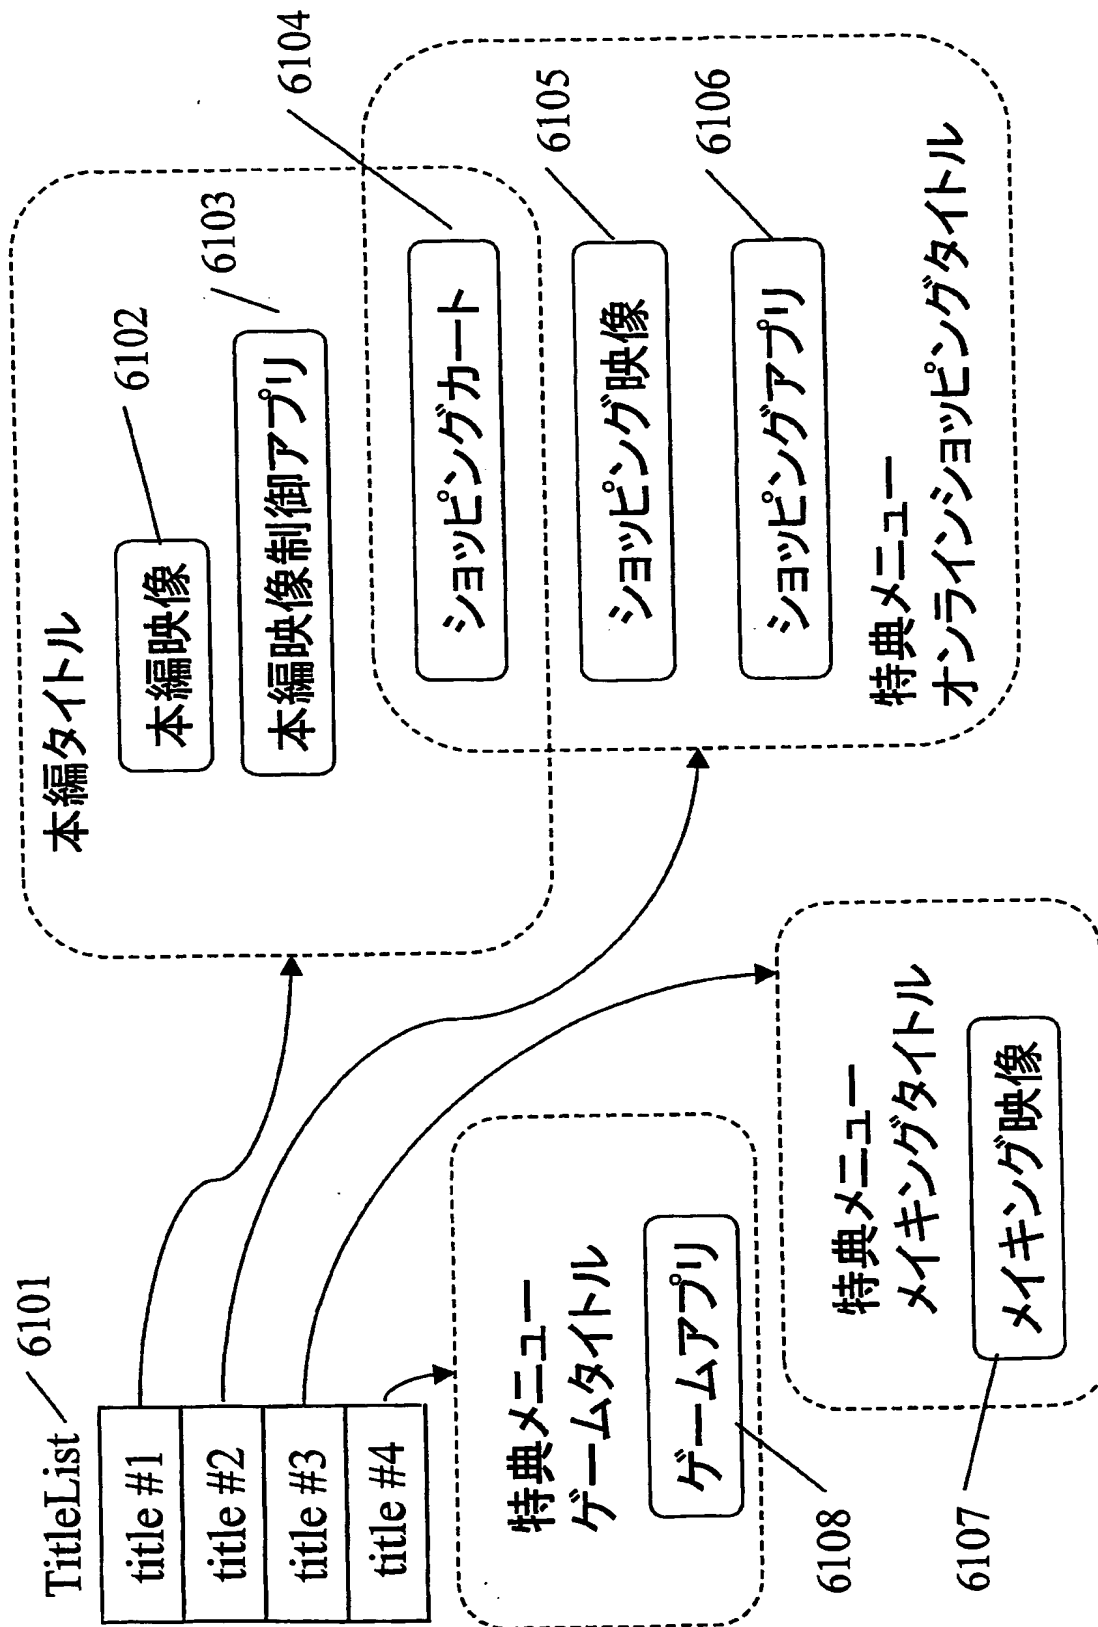 TitleList
6101
title #1
title #2
title #3
title #4
本編タイトル
本編映像
6102
本編映像制御アプリ
6103
ショッピングカート
6104
ショッピング映像
6105
ショッピングアプリ
6106
特典メニュー
オンラインショッピングタイトル
特典メニュー
ゲームタイトル
ゲームアプリ
6108
特典メニュー
メイキングタイトル
メイキング映像
6107